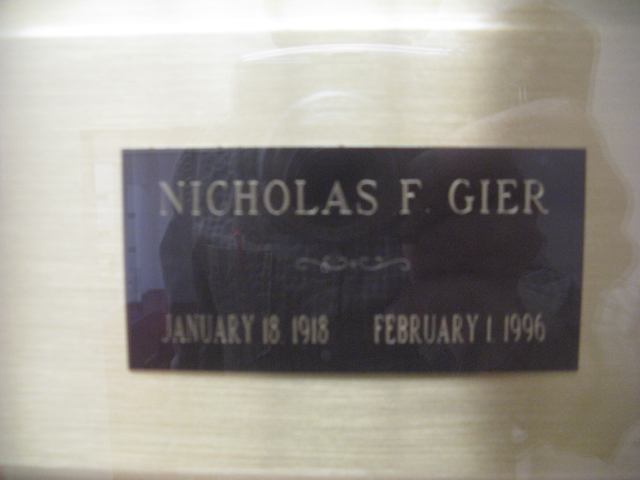 NICHOLAS F. GIER
JANUARY 18, 1918 FEBRUARY 1, 1996